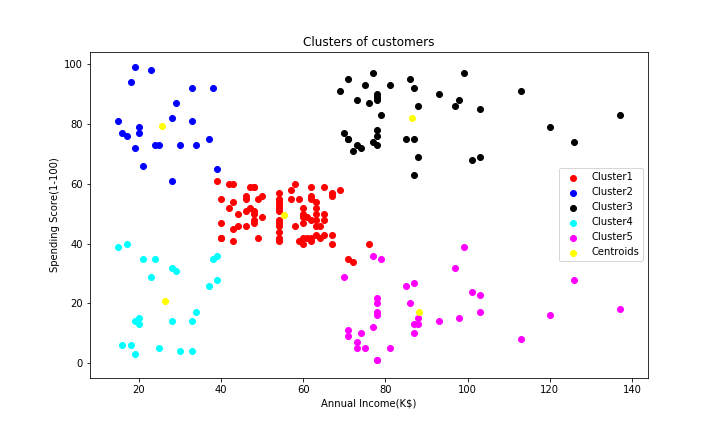 Clusters of customers
Spending Score(1-100)
100
80
60
40
20
0
Cluster1
Cluster2
Cluster3
Cluster4
Cluster5
Centroids
20
40
60
80
100
120
140
Annual Income(K$)